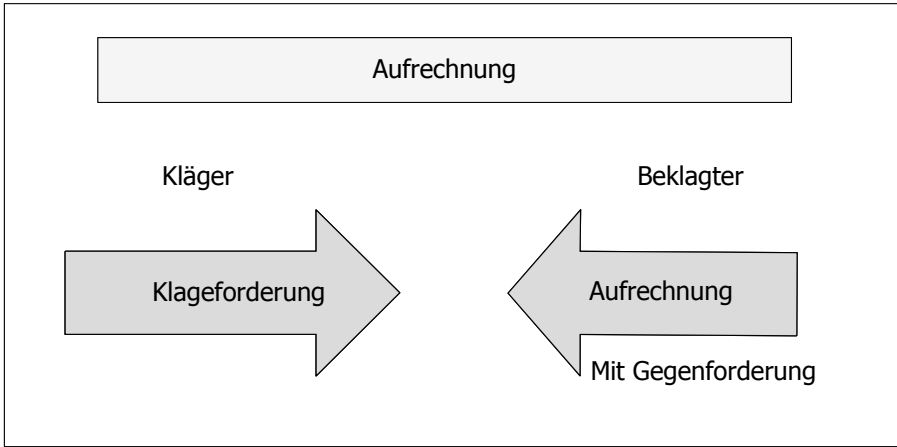 Aufrechnung
Kläger
Beklagter
Klageforderung
Aufrechnung
Mit Gegenforderung